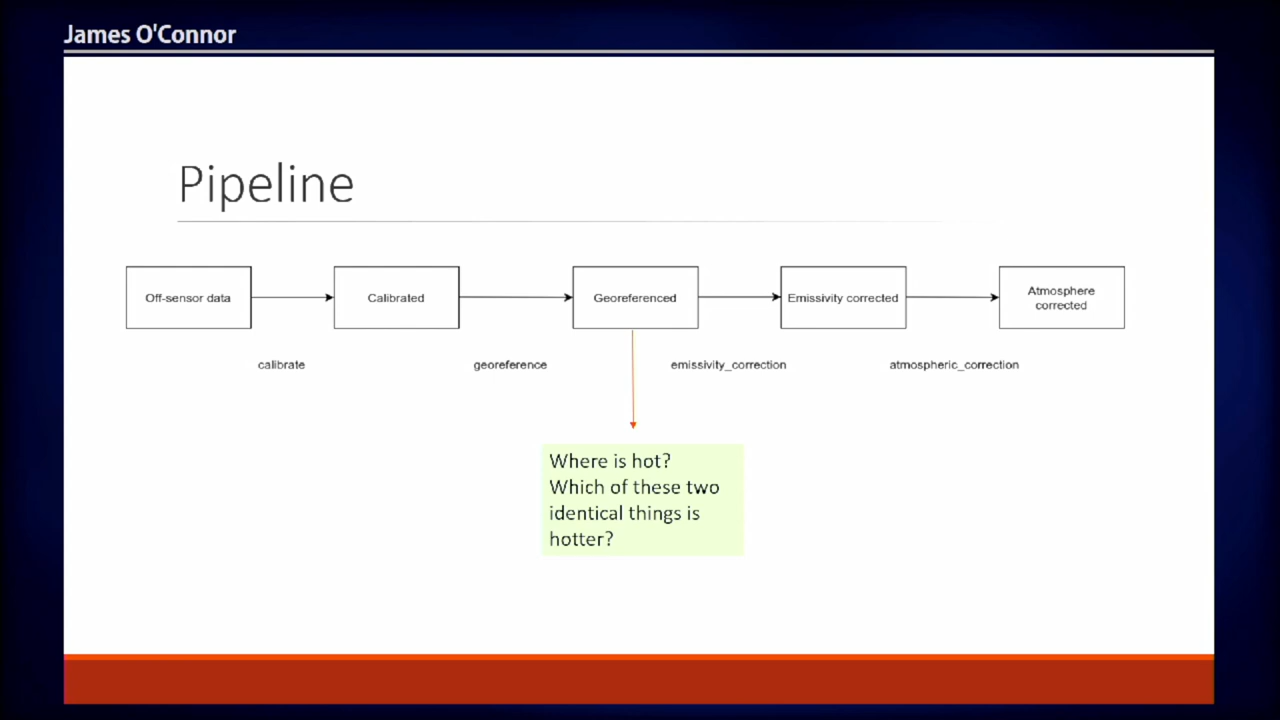 James O'Connor
Pipeline
Off-sensor data
Calibrated
Georeferenced
Emissivity corrected
Atmosphere
corrected
calibrate
georeference
emissivity_correction
atmospheric_correction
Where is hot?
Which of these two
identical things is
hotter?